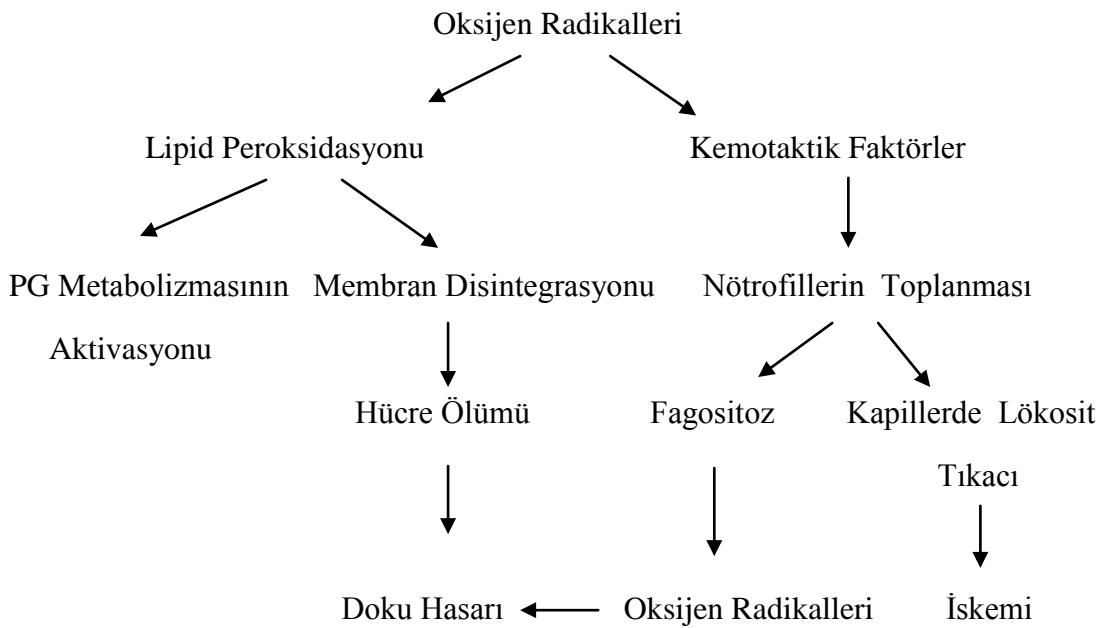 Oksijen Radikalleri
Lipid Peroksidasyonu Kemotaktik Faktörler
PG Metabolizmasının Membran Disintegrasyonu Nötrofillerin Toplanması
Aktivasyonu
Hücre Ölümü Fagositoz Kapillerde Lökosit
Tıkacı
Doku Hasarı Oksijen Radikalleri İskemi